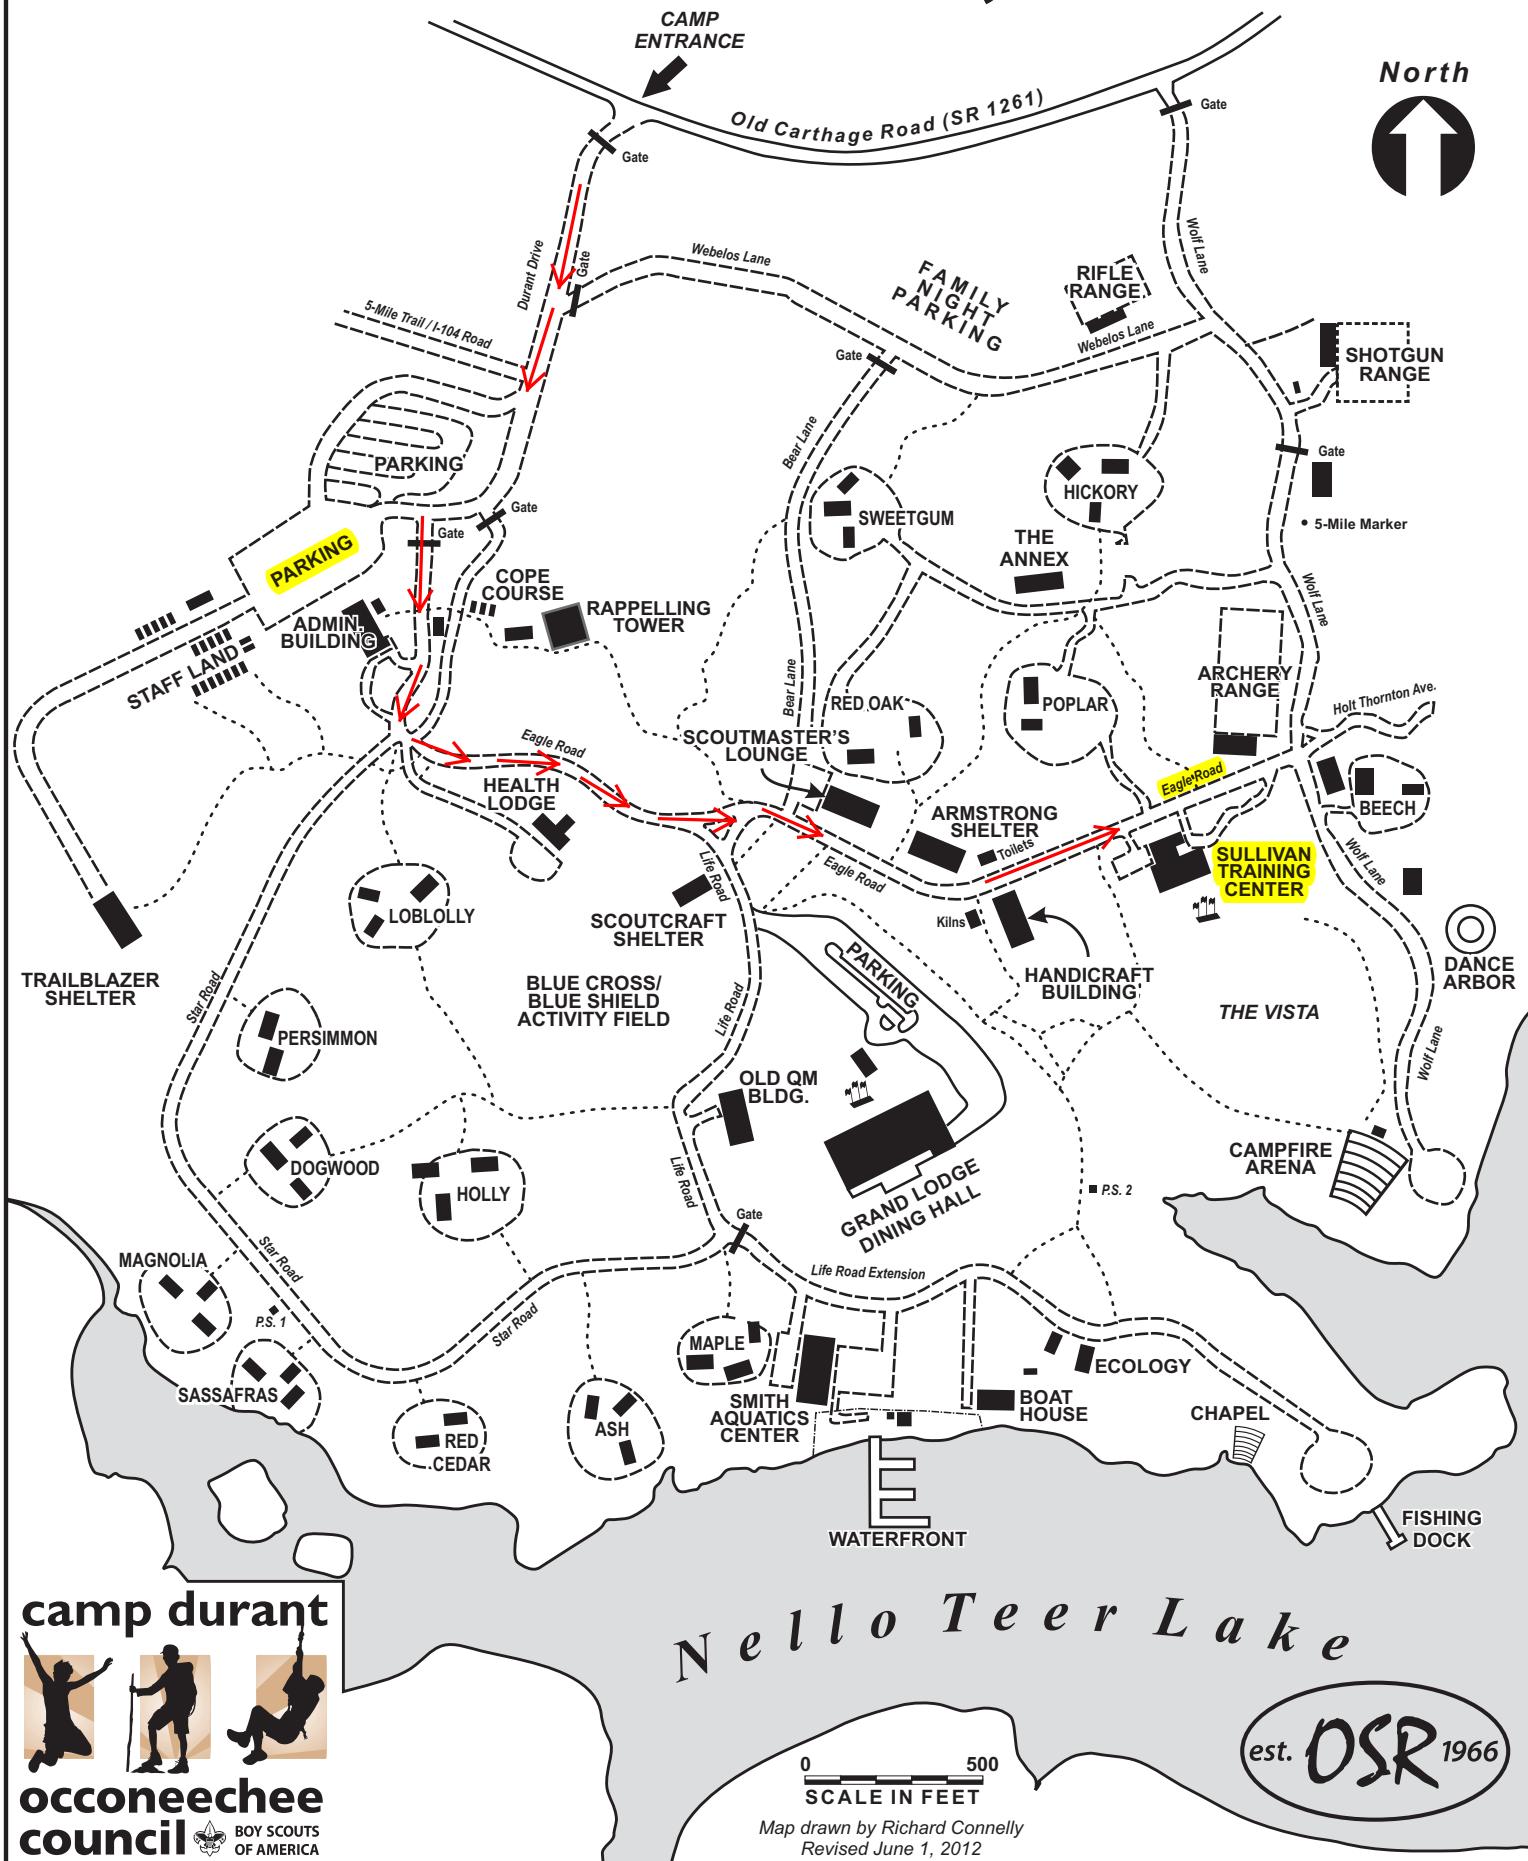 CAMP
ENTRANCE
North
Old Carthage Road (SR 1261)
Gate
Gate
Durant Drive
Gate
Webelos Lane
Wolf Lane
FAMILY
NIGHT
PARKING
RIFLE
RANGE
5-Mile Trail / I-104 Road
Webelos Lane
Gate
SHOTGUN
RANGE
Bear Lane
PARKING
Gate
HICKORY
Gate
SWEETGUM
5-Mile Marker
Gate
PARKING
THE
ANNEX
COPE
COURSE
RAPPELLING
TOWER
Wolf Lane
ADMIN.
BUILDING
STAFF LAND
Bear Lane
ARCHERY
RANGE
RED OAK
POPLAR
Holt Thornton Ave.
Eagle Road
SCOUTMASTER'S
LOUNGE
HEALTH
LODGE
Eagle Road
BEECH
ARMSTRONG
SHELTER
Toilets
Life Road
Eagle Road
SULLIVAN
TRAINING
CENTER
Wolf Lane
LOBLOLLY
SCOUTCRAFT
SHELTER
Kilns
PARKING
DANCE
ARBOR
TRAILBLAZER
SHELTER
Star Road
BLUE CROSS/
BLUE SHIELD
ACTIVITY FIELD
Life Road
HANDICRAFT
BUILDING
THE VISTA
PERSIMMON
Wolf Lane
OLD QM
BLDG.
DOGWOOD
HOLLY
Life Road
GRAND LODGE
DINING HALL
P.S. 2
CAMPFIRE
ARENA
Gate
MAGNOLIA
Star Road
Life Road Extension
P.S. 1
Star Road
MAPLE
ECOLOGY
SASSAFRAS
SMITH
AQUATICS
CENTER
BOAT
HOUSE
CHAPEL
RED
CEDAR
ASH
WATERFRONT
FISHING
DOCK
Nello Teer Lake
camp durant
occoneechee
council
BOY SCOUTS
OF AMERICA
0 500
SCALE IN FEET
Map drawn by Richard Connelly
Revised June 1, 2012
est. OSR 1966